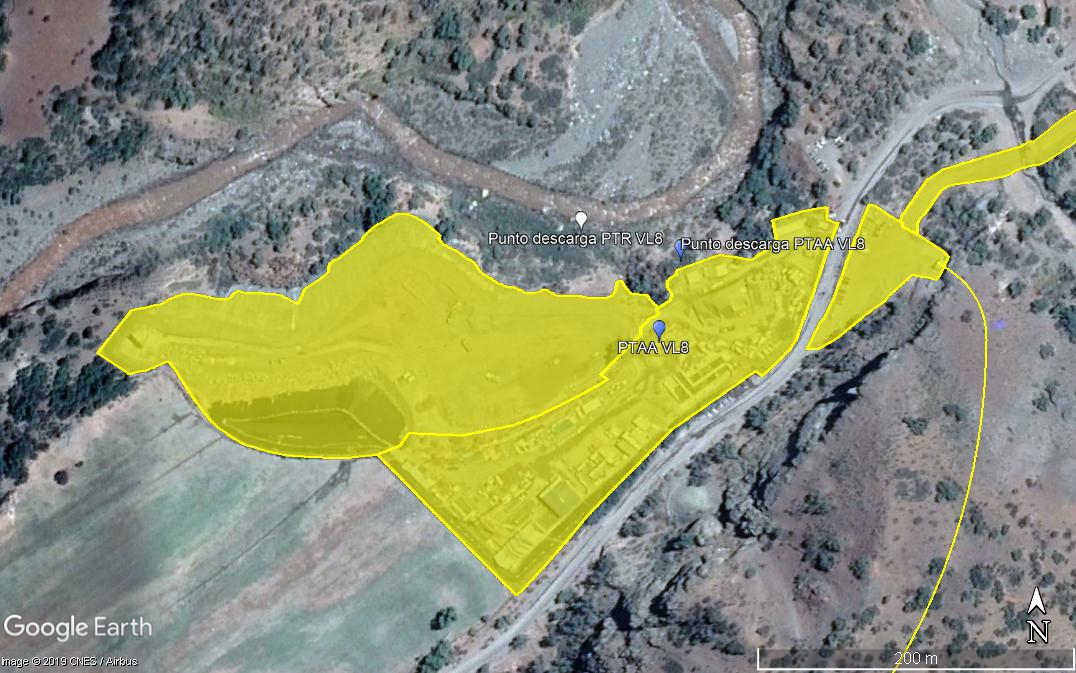 Punto descarga PTR VL8
Punto descarga PTAA VL8
PTAA VL8
Google Earth
Image © 2019 CNES / Airbus
N
200 m